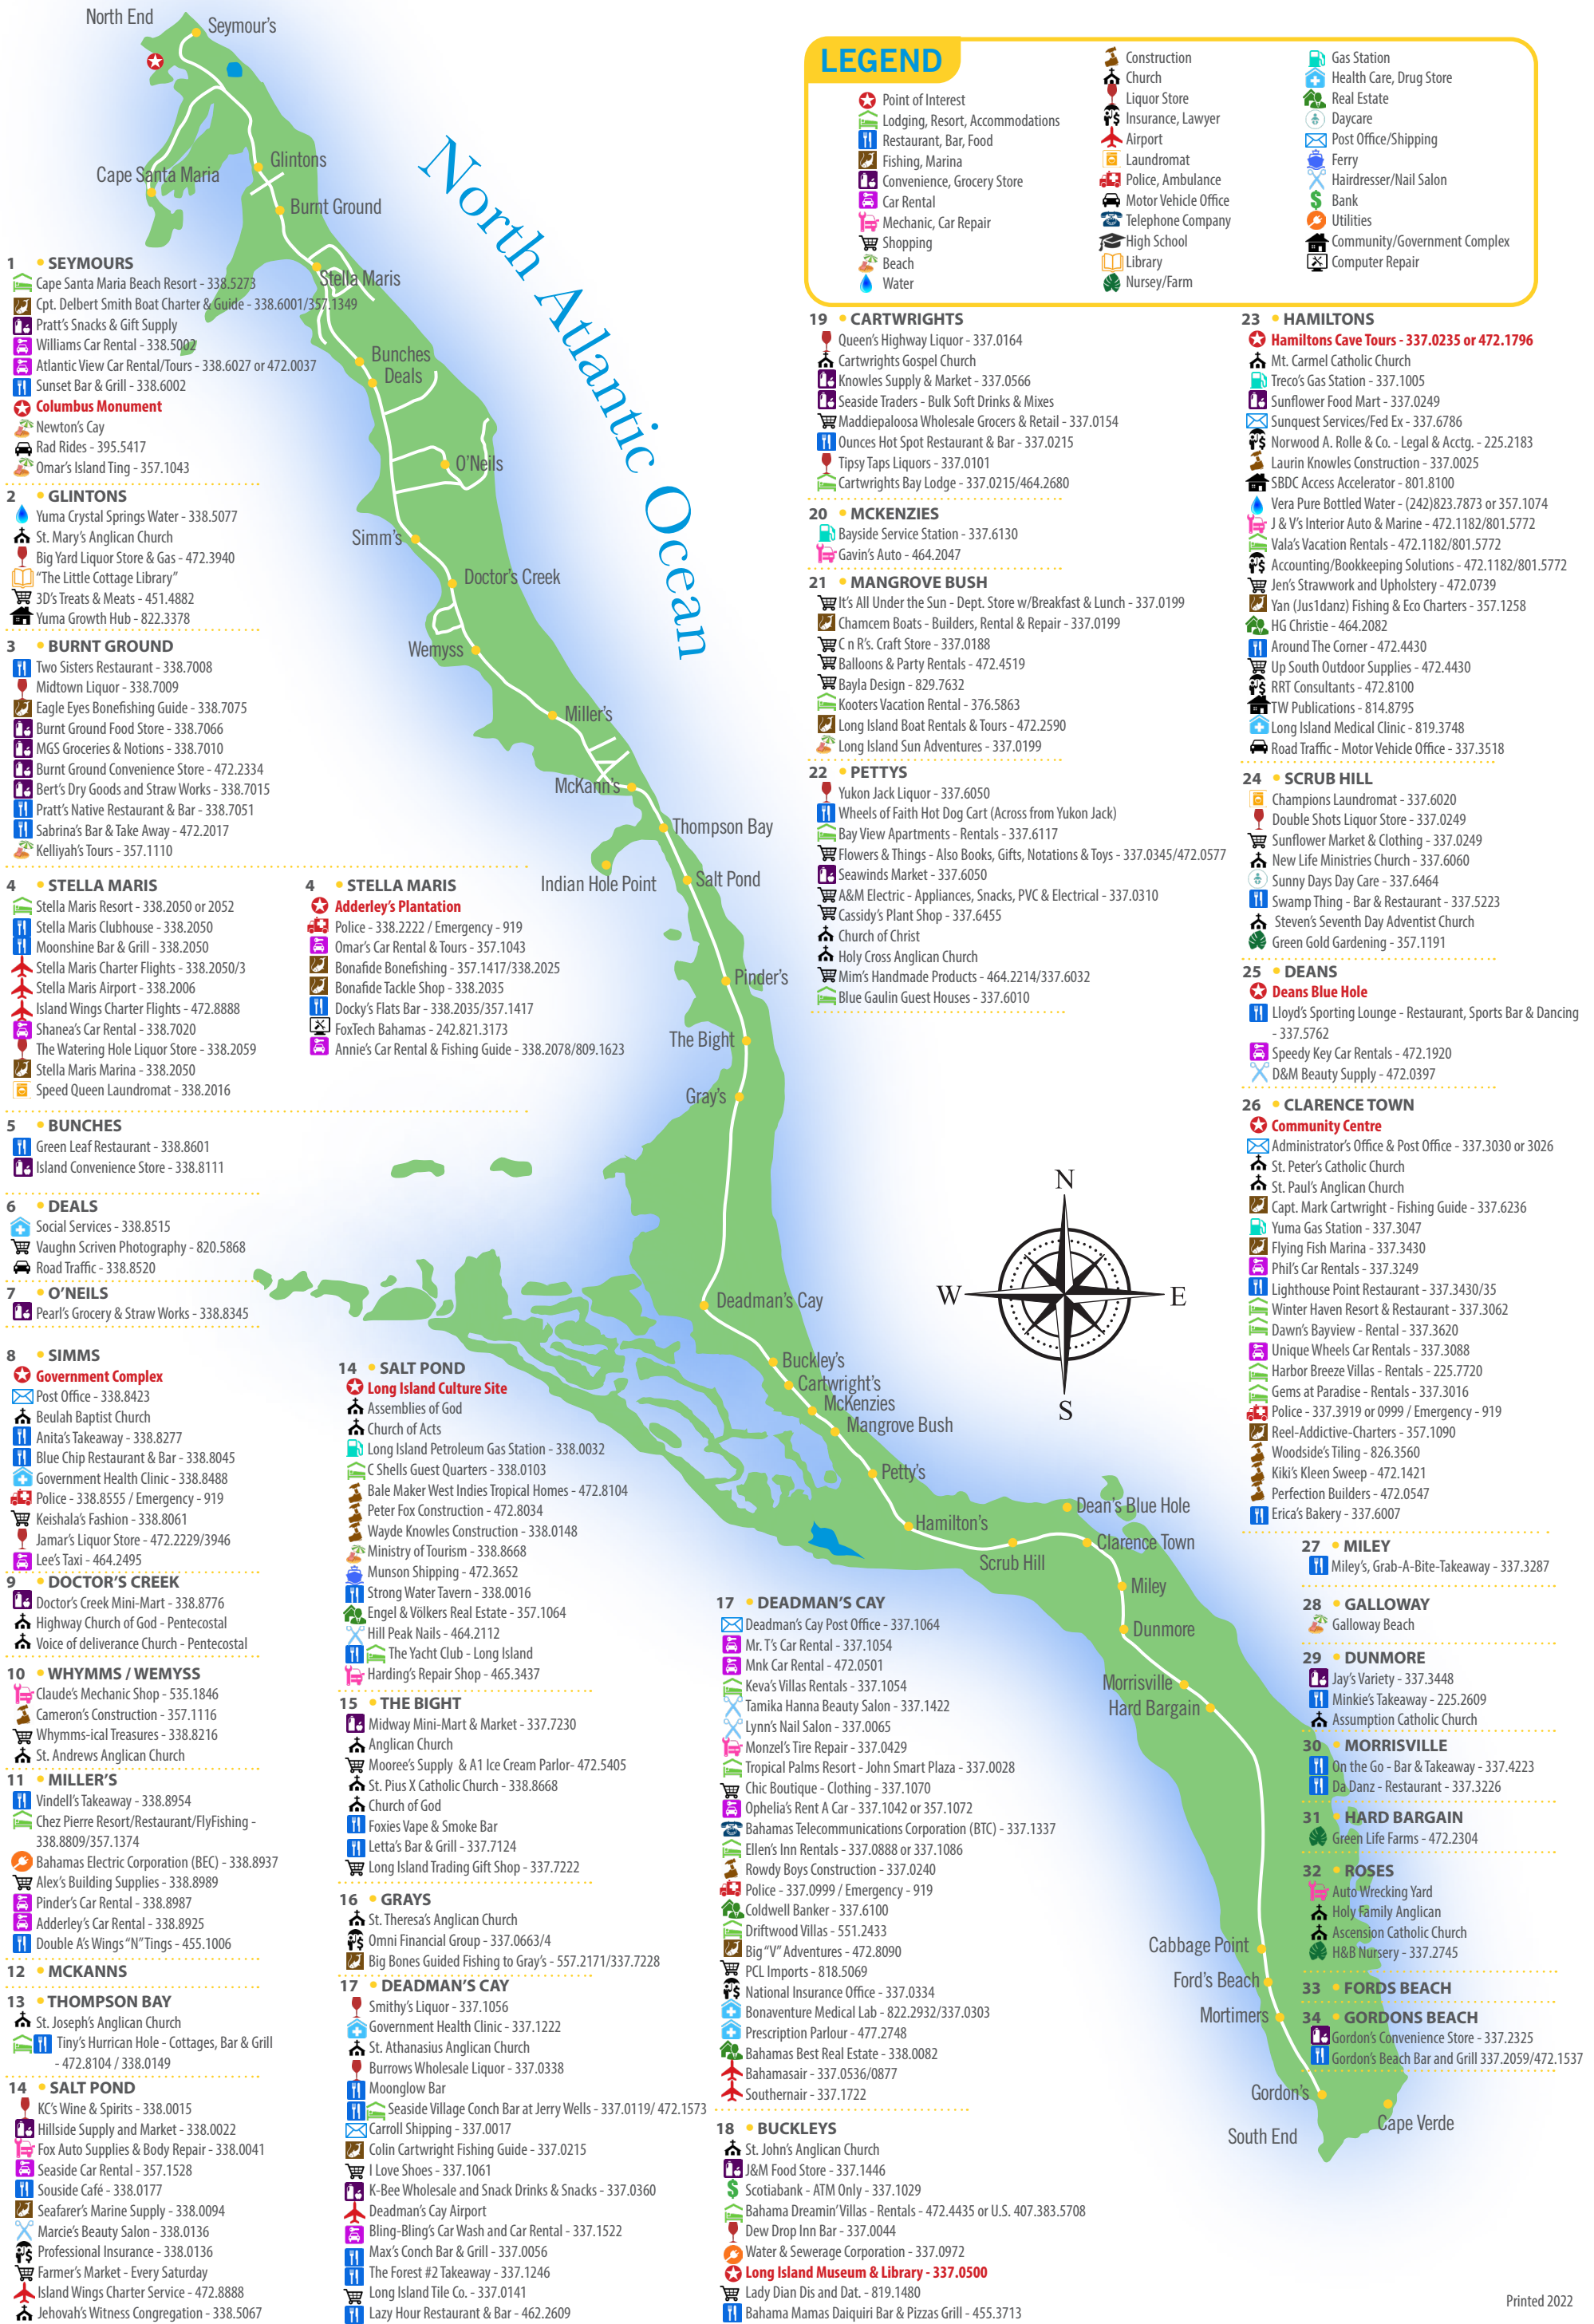 North End
Seymour's
Glintons
Cape Santa Maria
Burnt Ground
Stella Maris
Bunches
Deals
O'Neils
Simm's
Doctor's Creek
Wemyss
Miller's
McKann's
Thompson Bay
Indian Hole Point
Salt Pond
Pinder's
The Bight
Gray's
Deadman's Cay
Buckley's
Cartwright's
McKenzies
Mangrove Bush
Petty's
Hamilton's
Dean's Blue Hole
Scrub Hill
Clarence Town
Miley
Dunmore
Morrisville
Hard Bargain
Cabbage Point
Ford's Beach
Mortimers
Gordon's
Cape Verde
South End
North Atlantic Ocean
N
W
E
S
LEGEND
Point of Interest
Lodging, Resort, Accommodations
Restaurant, Bar, Food
Fishing, Marina
Convenience, Grocery Store
Car Rental
Mechanic, Car Repair
Shopping
Beach
Water
Construction
Church
Liquor Store
Insurance, Lawyer
Airport
Laundromat
Police, Ambulance
Motor Vehicle Office
Telephone Company
High School
Library
Nursey/Farm
Gas Station
Health Care, Drug Store
Real Estate
Daycare
Post Office/Shipping
Ferry
Hairdresser/Nail Salon
Bank
Utilities
Community/Government Complex
Computer Repair
1 • SEYMOURS
Cape Santa Maria Beach Resort - 338.5273
Cpt. Delbert Smith Boat Charter & Guide - 338.6001/357.1349
Pratt's Snacks & Gift Supply
Williams Car Rental - 338.5002
Atlantic View Car Rental/Tours - 338.6027 or 472.0037
Sunset Bar & Grill - 338.6002
Columbus Monument
Newton's Cay
Rad Rides - 395.5417
Omar's Island Ting - 357.1043
2 • GLINTONS
Yuma Crystal Springs Water - 338.5077
St. Mary's Anglican Church
Big Yard Liquor Store & Gas - 472.3940
"The Little Cottage Library"
3D's Treats & Meats - 451.4882
Yuma Growth Hub - 822.3378
3 • BURNT GROUND
Two Sisters Restaurant - 338.7008
Midtown Liquor - 338.7009
Eagle Eyes Bonefishing Guide - 338.7075
Burnt Ground Food Store - 338.7066
MGS Groceries & Notions - 338.7010
Burnt Ground Convenience Store - 472.2334
Bert's Dry Goods and Straw Works - 338.7015
Pratt's Native Restaurant & Bar - 338.7051
Sabrina's Bar & Take Away - 472.2017
Kelliyah's Tours - 357.1110
4 • STELLA MARIS
Stella Maris Resort - 338.2050 or 2052
Stella Maris Clubhouse - 338.2050
Moonshine Bar & Grill - 338.2050
Stella Maris Charter Flights - 338.2050/3
Stella Maris Airport - 338.2006
Island Wings Charter Flights - 472.8888
Shanea's Car Rental - 338.7020
The Watering Hole Liquor Store - 338.2059
Stella Maris Marina - 338.2050
Speed Queen Laundromat - 338.2016
4 • STELLA MARIS
Adderley's Plantation
Police - 338.2222 / Emergency - 919
Omar's Car Rental & Tours - 357.1043
Bonafide Bonefishing - 357.1417/338.2025
Bonafide Tackle Shop - 338.2035
Docky's Flats Bar - 338.2035/357.1417
FoxTech Bahamas - 242.821.3173
Annie's Car Rental & Fishing Guide - 338.2078/809.1623
5 • BUNCHES
Green Leaf Restaurant - 338.8601
Island Convenience Store - 338.8111
6 • DEALS
Social Services - 338.8515
Vaughn Scriven Photography - 820.5868
Road Traffic - 338.8520
7 • O'NEILS
Pearl's Grocery & Straw Works - 338.8345
8 • SIMMS
Government Complex
Post Office - 338.8423
Beulah Baptist Church
Anita's Takeaway - 338.8277
Blue Chip Restaurant & Bar - 338.8045
Government Health Clinic - 338.8488
Police - 338.8555 / Emergency - 919
Keishala's Fashion - 338.8061
Jamar's Liquor Store - 472.2229/3946
Lee's Taxi - 464.2495
9 • DOCTOR'S CREEK
Doctor's Creek Mini-Mart - 338.8776
Highway Church of God - Pentecostal
Voice of deliverance Church - Pentecostal
10 • WHYMMS / WEMYSS
Claude's Mechanic Shop - 535.1846
Cameron's Construction - 357.1116
Whymms-ical Treasures - 338.8216
St. Andrews Anglican Church
11 • MILLER'S
Vindell's Takeaway - 338.8954
Chez Pierre Resort/Restaurant/FlyFishing -
338.8809/357.1374
Bahamas Electric Corporation (BEC) - 338.8937
Alex's Building Supplies - 338.8989
Pinder's Car Rental - 338.8987
Adderley's Car Rental - 338.8925
Double A's Wings "N" Tings - 455.1006
12 • MCKANNS
13 • THOMPSON BAY
St. Joseph's Anglican Church
Tiny's Hurrican Hole - Cottages, Bar & Grill
- 472.8104 / 338.0149
14 • SALT POND
KC's Wine & Spirits - 338.0015
Hillside Supply and Market - 338.0022
Fox Auto Supplies & Body Repair - 338.0041
Seaside Car Rental - 357.1528
Souside Café - 338.0177
Seafarer's Marine Supply - 338.0094
Marcie's Beauty Salon - 338.0136
Professional Insurance - 338.0136
Farmer's Market - Every Saturday
Island Wings Charter Service - 472.8888
Jehovah's Witness Congregation - 338.5067
14 • SALT POND
Long Island Culture Site
Assemblies of God
Church of Acts
Long Island Petroleum Gas Station - 338.0032
C Shells Guest Quarters - 338.0103
Bale Maker West Indies Tropical Homes - 472.8104
Peter Fox Construction - 472.8034
Wayde Knowles Construction - 338.0148
Ministry of Tourism - 338.8668
Munson Shipping - 472.3652
Strong Water Tavern - 338.0016
Engel & Völkers Real Estate - 357.1064
Hill Peak Nails - 464.2112
The Yacht Club - Long Island
Harding's Repair Shop - 465.3437
15 • THE BIGHT
Midway Mini-Mart & Market - 337.7230
Anglican Church
Mooree's Supply & A1 Ice Cream Parlor- 472.5405
St. Pius X Catholic Church - 338.8668
Church of God
Foxies Vape & Smoke Bar
Letta's Bar & Grill - 337.7124
Long Island Trading Gift Shop - 337.7222
16 • GRAYS
St. Theresa's Anglican Church
Omni Financial Group - 337.0663/4
Big Bones Guided Fishing to Gray's - 557.2171/337.7228
17 • DEADMAN'S CAY
Smithy's Liquor - 337.1056
Government Health Clinic - 337.1222
St. Athanasius Anglican Church
Burrows Wholesale Liquor - 337.0338
Moonglow Bar
Seaside Village Conch Bar at Jerry Wells - 337.0119/ 472.1573
Carroll Shipping - 337.0017
Colin Cartwright Fishing Guide - 337.0215
I Love Shoes - 337.1061
K-Bee Wholesale and Snack Drinks & Snacks - 337.0360
Deadman's Cay Airport
Bling-Bling's Car Wash and Car Rental - 337.1522
Max's Conch Bar & Grill - 337.0056
The Forest #2 Takeaway - 337.1246
Long Island Tile Co. - 337.0141
Lazy Hour Restaurant & Bar - 462.2609
17 • DEADMAN'S CAY
Deadman's Cay Post Office - 337.1064
Mr. T's Car Rental - 337.1054
Mnk Car Rental - 472.0501
Keva's Villas Rentals - 337.1054
Tamika Hanna Beauty Salon - 337.1422
Lynn's Nail Salon - 337.0065
Monzel's Tire Repair - 337.0429
Tropical Palms Resort - John Smart Plaza - 337.0028
Chic Boutique - Clothing - 337.1070
Ophelia's Rent A Car - 337.1042 or 357.1072
Bahamas Telecommunications Corporation (BTC) - 337.1337
Ellen's Inn Rentals - 337.0888 or 337.1086
Rowdy Boys Construction - 337.0240
Police - 337.0999 / Emergency - 919
Coldwell Banker - 337.6100
Driftwood Villas - 551.2433
Big "V" Adventures - 472.8090
PCL Imports - 818.5069
National Insurance Office - 337.0334
Bonaventure Medical Lab - 822.2932/337.0303
Prescription Parlour - 477.2748
Bahamas Best Real Estate - 338.0082
Bahamasair - 337.0536/0877
Southernair - 337.1722
18 • BUCKLEYS
St. John's Anglican Church
J&M Food Store - 337.1446
Scotiabank - ATM Only - 337.1029
Bahama Dreamin' Villas - Rentals - 472.4435 or U.S. 407.383.5708
Dew Drop Inn Bar - 337.0044
Water & Sewerage Corporation - 337.0972
Long Island Museum & Library - 337.0500
Lady Dian Dis and Dat. - 819.1480
Bahama Mamas Daiquiri Bar & Pizzas Grill - 455.3713
19 • CARTWRIGHTS
Queen's Highway Liquor - 337.0164
Cartwrights Gospel Church
Knowles Supply & Market - 337.0566
Seaside Traders - Bulk Soft Drinks & Mixes
Maddiepaloosa Wholesale Grocers & Retail - 337.0154
Ounces Hot Spot Restaurant & Bar - 337.0215
Tipsy Taps Liquors - 337.0101
Cartwrights Bay Lodge - 337.0215/464.2680
20 • MCKENZIES
Bayside Service Station - 337.6130
Gavin's Auto - 464.2047
21 • MANGROVE BUSH
It's All Under the Sun - Dept. Store w/Breakfast & Lunch - 337.0199
Chamcem Boats - Builders, Rental & Repair - 337.0199
C n R's. Craft Store - 337.0188
Balloons & Party Rentals - 472.4519
Bayla Design - 829.7632
Kooters Vacation Rental - 376.5863
Long Island Boat Rentals & Tours - 472.2590
Long Island Sun Adventures - 337.0199
22 • PETTYS
Yukon Jack Liquor - 337.6050
Wheels of Faith Hot Dog Cart (Across from Yukon Jack)
Bay View Apartments - Rentals - 337.6117
Flowers & Things - Also Books, Gifts, Notations & Toys - 337.0345/472.0577
Seawinds Market - 337.6050
A&M Electric - Appliances, Snacks, PVC & Electrical - 337.0310
Cassidy's Plant Shop - 337.6455
Church of Christ
Holy Cross Anglican Church
Mim's Handmade Products - 464.2214/337.6032
Blue Gaulin Guest Houses - 337.6010
23 • HAMILTONS
Hamiltons Cave Tours - 337.0235 or 472.1796
Mt. Carmel Catholic Church
Treco's Gas Station - 337.1005
Sunflower Food Mart - 337.0249
Sunquest Services/Fed Ex - 337.6786
Norwood A. Rolle & Co. - Legal & Acctg. - 225.2183
Laurin Knowles Construction - 337.0025
SBDC Access Accelerator - 801.8100
Vera Pure Bottled Water - (242)823.7873 or 357.1074
J & V's Interior Auto & Marine - 472.1182/801.5772
Vala's Vacation Rentals - 472.1182/801.5772
Accounting/Bookkeeping Solutions - 472.1182/801.5772
Jen's Strawwork and Upholstery - 472.0739
Yan (Jus1danz) Fishing & Eco Charters - 357.1258
HG Christie - 464.2082
Around The Corner - 472.4430
Up South Outdoor Supplies - 472.4430
RRT Consultants - 472.8100
TW Publications - 814.8795
Long Island Medical Clinic - 819.3748
Road Traffic - Motor Vehicle Office - 337.3518
24 • SCRUB HILL
Champions Laundromat - 337.6020
Double Shots Liquor Store - 337.0249
Sunflower Market & Clothing - 337.0249
New Life Ministries Church - 337.6060
Sunny Days Day Care - 337.6464
Swamp Thing - Bar & Restaurant - 337.5223
Steven's Seventh Day Adventist Church
Green Gold Gardening - 357.1191
25 • DEANS
Deans Blue Hole
Lloyd's Sporting Lounge - Restaurant, Sports Bar & Dancing
- 337.5762
Speedy Key Car Rentals - 472.1920
D&M Beauty Supply - 472.0397
26 • CLARENCE TOWN
Community Centre
Administrator's Office & Post Office - 337.3030 or 3026
St. Peter's Catholic Church
St. Paul's Anglican Church
Capt. Mark Cartwright - Fishing Guide - 337.6236
Yuma Gas Station - 337.3047
Flying Fish Marina - 337.3430
Phil's Car Rentals - 337.3249
Lighthouse Point Restaurant - 337.3430/35
Winter Haven Resort & Restaurant - 337.3062
Dawn's Bayview - Rental - 337.3620
Unique Wheels Car Rentals - 337.3088
Harbor Breeze Villas - Rentals - 225.7720
Gems at Paradise - Rentals - 337.3016
Police - 337.3919 or 0999 / Emergency - 919
Reel-Addictive-Charters - 357.1090
Woodside's Tiling - 826.3560
Kiki's Kleen Sweep - 472.1421
Perfection Builders - 472.0547
Erica's Bakery - 337.6007
27 • MILEY
Miley's, Grab-A-Bite-Takeaway - 337.3287
28 • GALLOWAY
Galloway Beach
29 • DUNMORE
Jay's Variety - 337.3448
Minkie's Takeaway - 225.2609
Assumption Catholic Church
30 • MORRISVILLE
On the Go - Bar & Takeaway - 337.4223
Da Danz - Restaurant - 337.3226
31 • HARD BARGAIN
Green Life Farms - 472.2304
32 • ROSES
Auto Wrecking Yard
Holy Family Anglican
Ascension Catholic Church
H&B Nursery - 337.2745
33 • FORDS BEACH
34 • GORDONS BEACH
Gordon's Convenience Store - 337.2325
Gordon's Beach Bar and Grill 337.2059/472.1537
Printed 2022